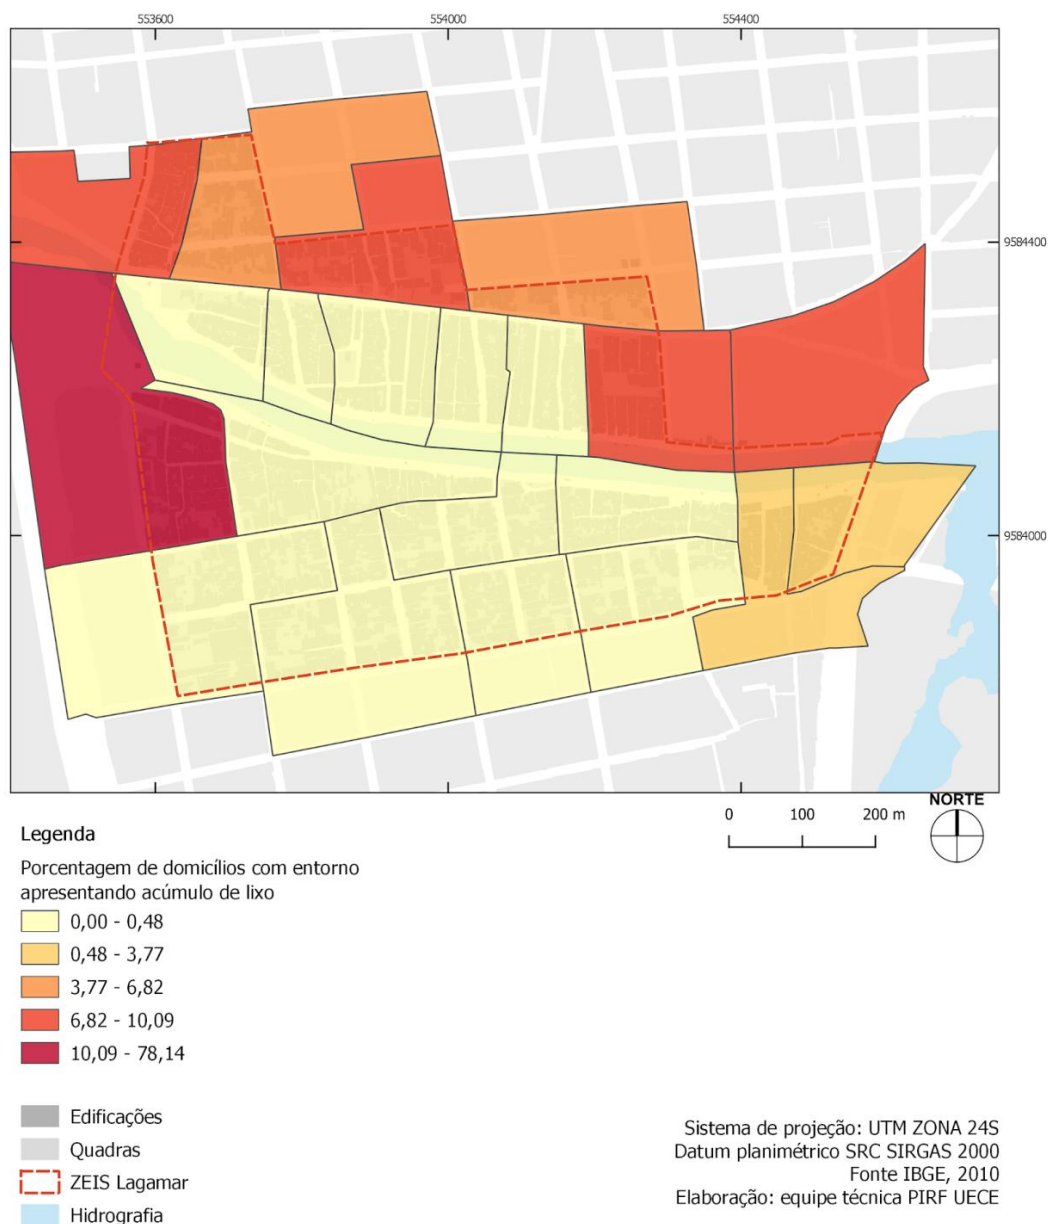 553600
554000
554400
9584400
9584000
0
100
200 m
NORTE
Legenda
Porcentagem de domicílios com entorno
apresentando acúmulo de lixo
0,00 - 0,48
0,48 - 3,77
3,77 - 6,82
6,82 - 10,09
10,09 - 78,14
Edificações
Quadras
ZEIS Lagamar
Hidrografia
Sistema de projeção: UTM ZONA 24S
Datum planimétrico SRC SIRGAS 2000
Fonte IBGE, 2010
Elaboração: equipe técnica PIRF UECE